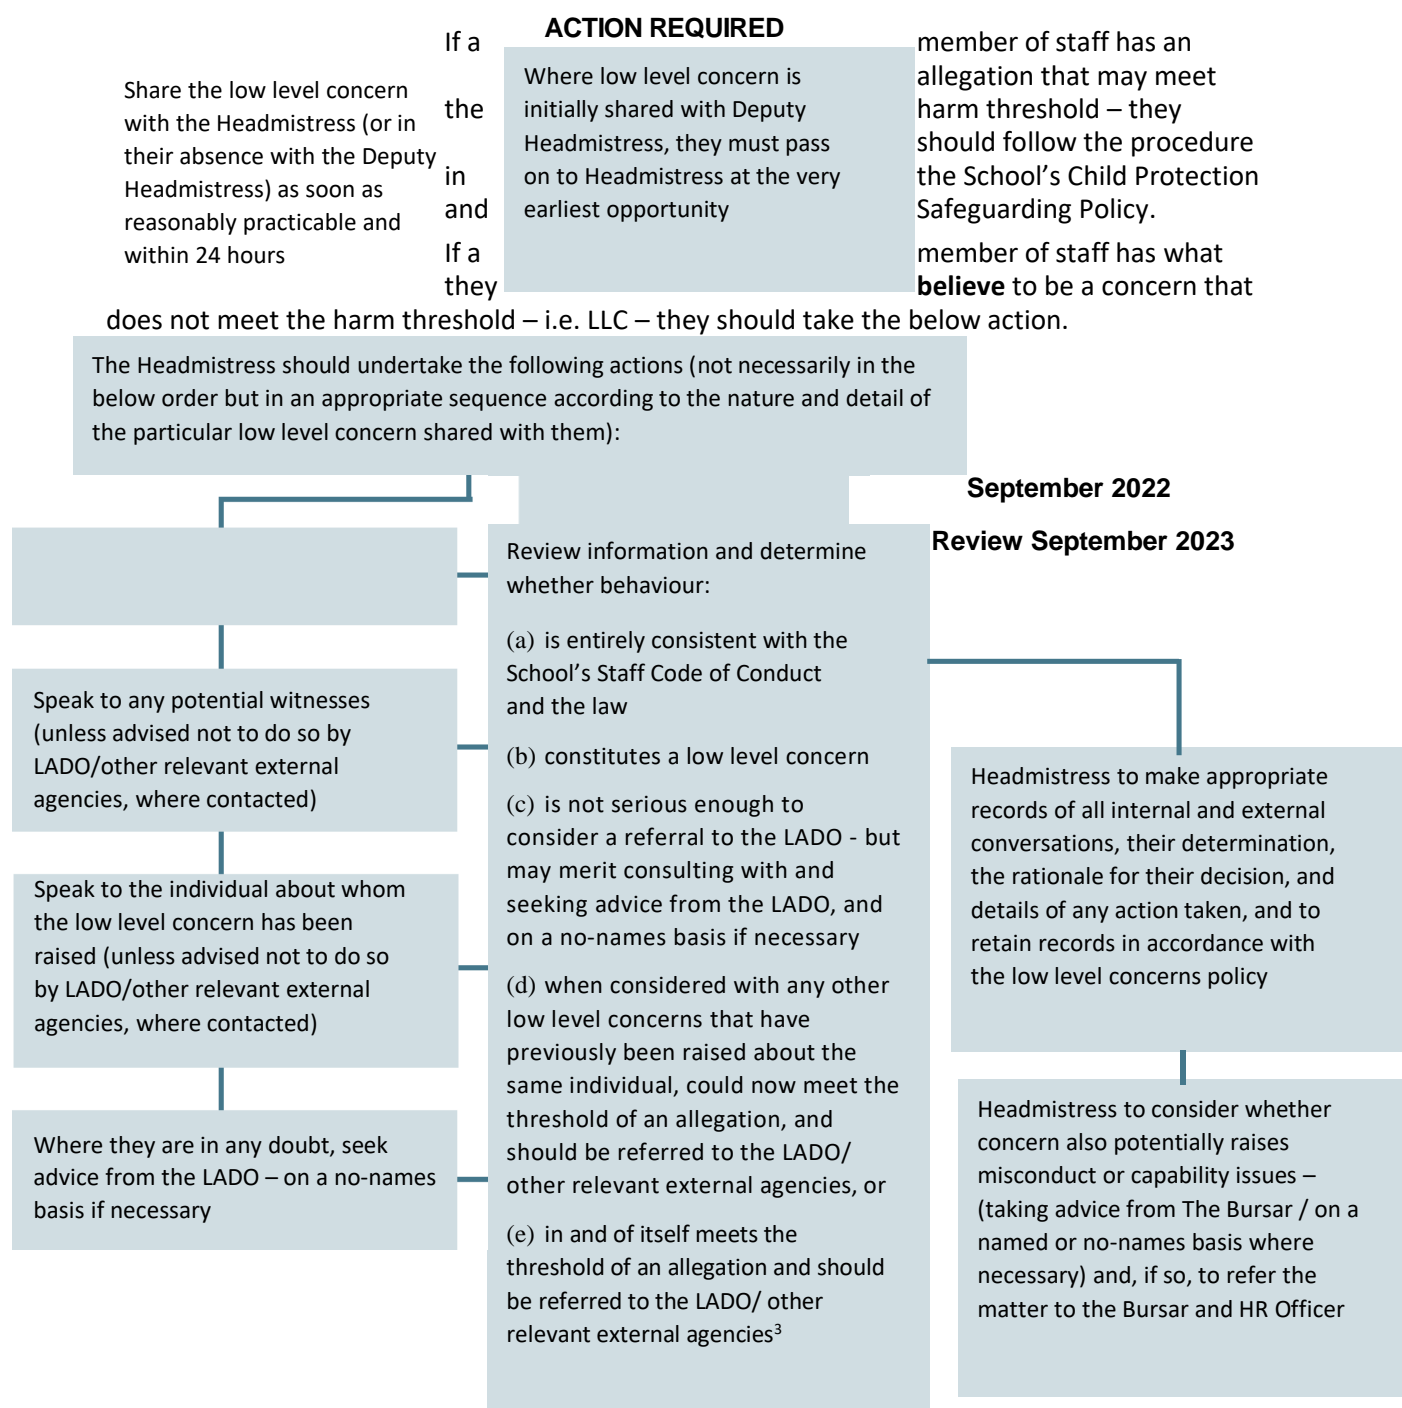 ACTION REQUIRED
If a member of staff has an
allegation that may meet
the harm threshold – they
should follow the procedure
in the School’s Child Protection
and Safeguarding Policy.
If a member of staff has what
they believe to be a concern that
does not meet the harm threshold – i.e. LLC – they should take the below action.
Share the low level concern
with the Headmistress (or in
their absence with the Deputy
Headmistress) as soon as
reasonably practicable and
within 24 hours
Where low level concern is
initially shared with Deputy
Headmistress, they must pass
on to Headmistress at the very
earliest opportunity
The Headmistress should undertake the following actions (not necessarily in the
below order but in an appropriate sequence according to the nature and detail of
the particular low level concern shared with them):
September 2022
Review September 2023
Speak to any potential witnesses
(unless advised not to do so by
LADO/other relevant external
agencies, where contacted)
Speak to the individual about whom
the low level concern has been
raised (unless advised not to do so
by LADO/other relevant external
agencies, where contacted)
Where they are in any doubt, seek
advice from the LADO – on a no-names
basis if necessary
Review information and determine
whether behaviour:
(a) is entirely consistent with the
School’s Staff Code of Conduct
and the law
(b) constitutes a low level concern
(c) is not serious enough to
consider a referral to the LADO - but
may merit consulting with and
seeking advice from the LADO, and
on a no-names basis if necessary
(d) when considered with any other
low level concerns that have
previously been raised about the
same individual, could now meet the
threshold of an allegation, and
should be referred to the LADO/
other relevant external agencies, or
(e) in and of itself meets the
threshold of an allegation and should
be referred to the LADO/ other
relevant external agencies³
Headmistress to make appropriate
records of all internal and external
conversations, their determination,
the rationale for their decision, and
details of any action taken, and to
retain records in accordance with
the low level concerns policy
Headmistress to consider whether
concern also potentially raises
misconduct or capability issues –
(taking advice from The Bursar / on a
named or no-names basis where
necessary) and, if so, to refer the
matter to the Bursar and HR Officer